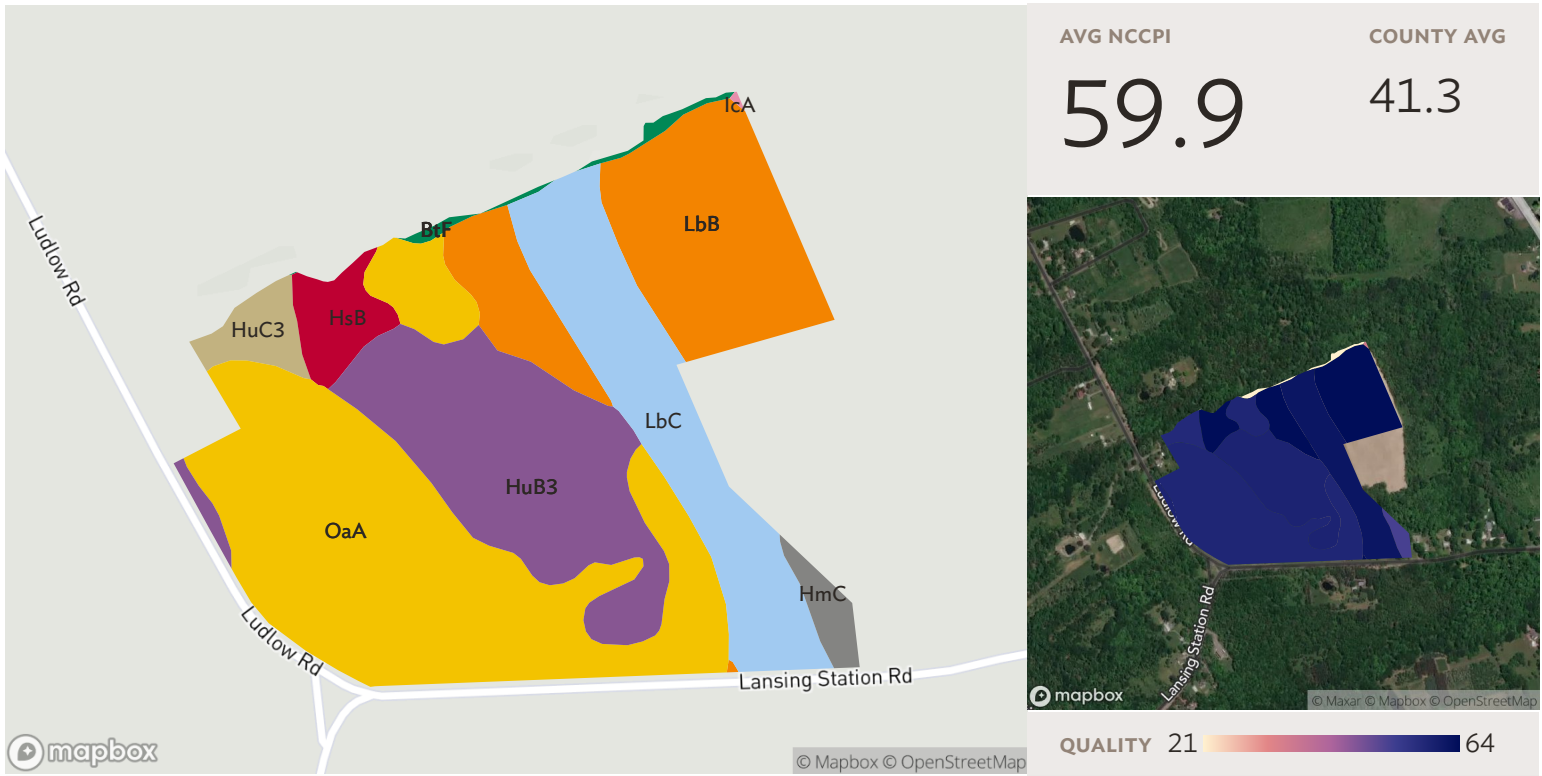 IcA
LbB
BtF
HsB
HuC3
LbC
HuB3
OaA
HmC
Ludlow Rd
Ludlow Rd
Lansing Station Rd
mapbox
© Mapbox © OpenStreetMap
AVG NCCPI
59.9
COUNTY AVG
41.3
Ludlow Rd
Lansing Station Rd
mapbox
© Maxar © Mapbox © OpenStreetMap
QUALITY 21 64